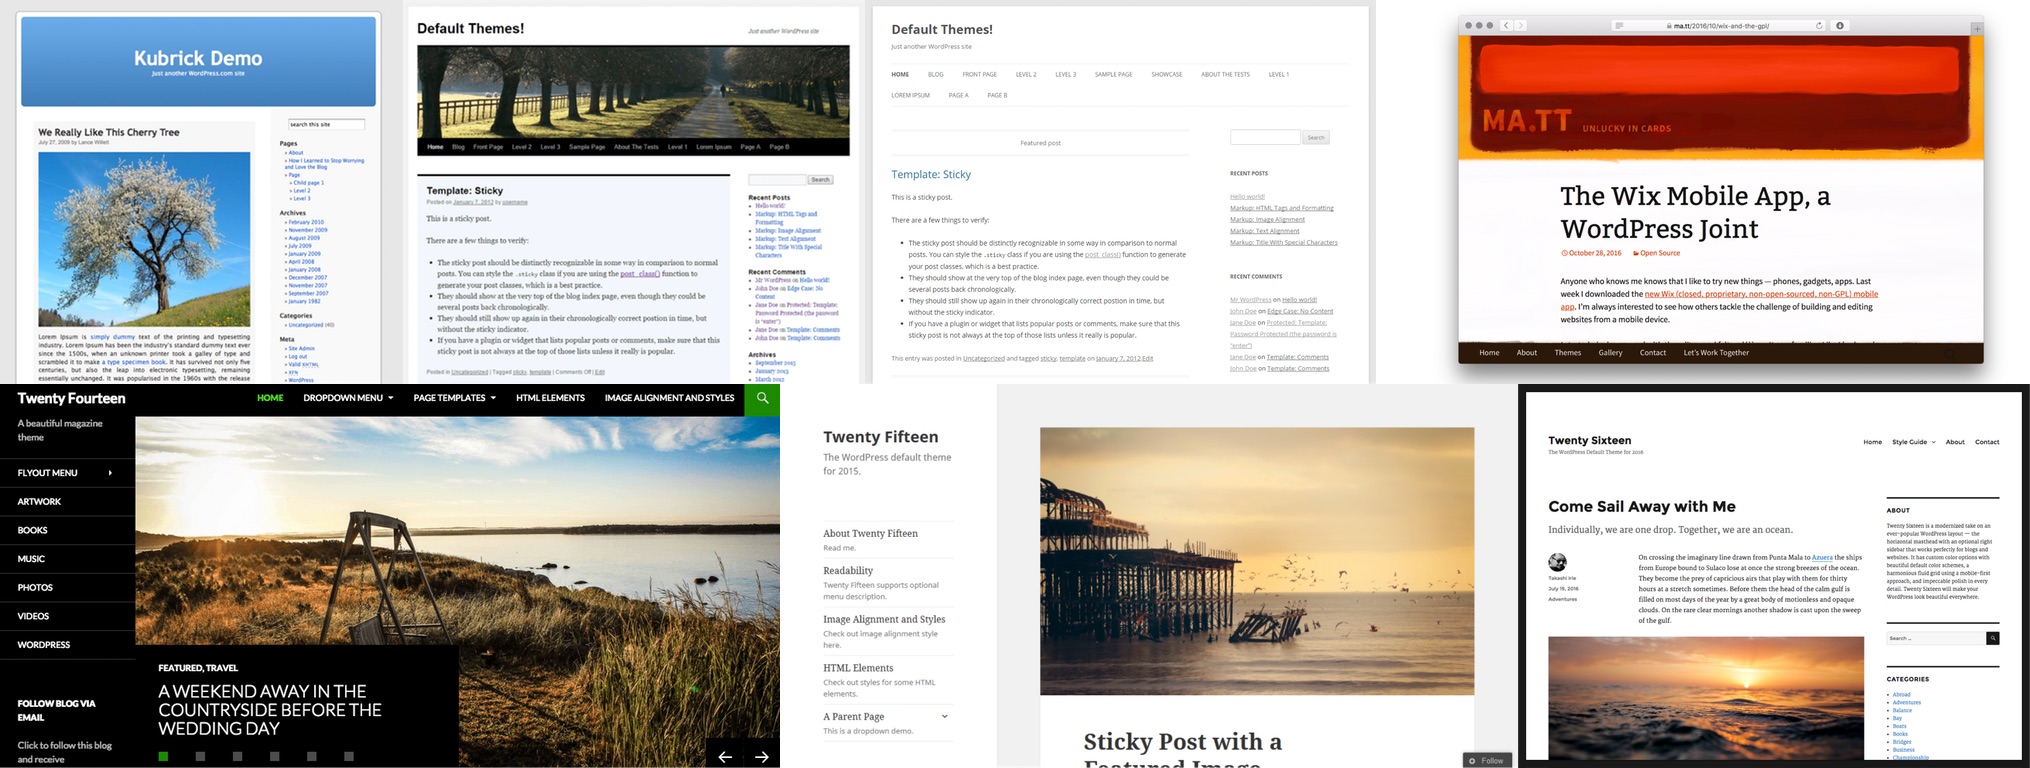 Kubrick Demo
Just another WordPress.com site
We Really Like This Cherry Tree
July 27, 2009 by Lance Willett
Lorem Ipsum is simply dummy text of the printing and typesetting
industry. Lorem Ipsum has been the industry's standard dummy text ever
since the 1500s, when an unknown printer took a galley of type and
scrambled it to make a type specimen book. It has survived not only five
centuries, but also the leap into electronic typesetting, remaining
essentially unchanged. It was popularised in the 1960s with the release
search this site
Pages
» About
» How I Learned to Stop Worrying
and Love the Blog
» Page
» Child page 1
» Level 2
» Level 3
Archives
» February 2010
» November 2009
» August 2009
» July 2009
» January 2009
» April 2008
» January 2008
» December 2007
» November 2007
» September 2007
» January 1982
Categories
» Uncategorized (40)
Meta
» Site Admin
» Log out
» Valid XHTML
» XFN
» WordPress
Default Themes!
Just another WordPress site
Home Blog Front Page Level 2 Level 3 Sample Page About The Tests Level 1 Lorem Ipsum Page A Page B
Template: Sticky
Posted on January 7, 2012 by username
This is a sticky post.
There are a few things to verify:
• The sticky post should be distinctly recognizable in some way in comparison to normal
posts. You can style the .sticky class if you are using the post_class() function to
generate your post classes, which is a best practice.
• They should show at the very top of the blog index page, even though they could be
several posts back chronologically.
• They should still show up again in their chronologically correct postion in time, but
without the sticky indicator.
• If you have a plugin or widget that lists popular posts or comments, make sure that this
sticky post is not always at the top of those lists unless it really is popular.
Posted in Uncategorized | Tagged sticky, template | Comments Off | Edit
Search
Recent Posts
Hello world!
Markup: HTML Tags and
Formatting
Markup: Image Alignment
Markup: Text Alignment
Markup: Title With Special
Characters
Recent Comments
Mr WordPress on Hello world!
John Doe on Edge Case: No
Content
Jane Doe on Protected: Template:
Password Protected (the password
is "enter")
Jane Doe on Template: Comments
John Doe on Template: Comments
Archives
September 2013
January 2013
March 2012
Default Themes!
Just another WordPress site
HOME BLOG FRONT PAGE LEVEL 2 LEVEL 3 SAMPLE PAGE SHOWCASE ABOUT THE TESTS LEVEL 1
LOREM IPSUM PAGE A PAGE B
Featured post
Template: Sticky
This is a sticky post.
There are a few things to verify:
• The sticky post should be distinctly recognizable in some way in comparison to normal
posts. You can style the .sticky class if you are using the post_class() function to generate
your post classes, which is a best practice.
• They should show at the very top of the blog index page, even though they could be
several posts back chronologically.
• They should still show up again in their chronologically correct postion in time, but
without the sticky indicator.
• If you have a plugin or widget that lists popular posts or comments, make sure that this
sticky post is not always at the top of those lists unless it really is popular.
This entry was posted in Uncategorized and tagged sticky, template on January 7, 2012 Edit
Search
RECENT POSTS
Hello world!
Markup: HTML Tags and Formatting
Markup: Image Alignment
Markup: Text Alignment
Markup: Title With Special Characters
RECENT COMMENTS
Mr WordPress on Hello world!
John Doe on Edge Case: No Content
Jane Doe on Protected: Template:
Password Protected (the password is
"enter")
Jane Doe on Template: Comments
John Doe on Template: Comments
ma.tt/2016/10/wix-and-the-gpl/
MA.TT UNLUCKY IN CARDS
The Wix Mobile App, a
WordPress Joint
October 28, 2016 Open Source
Anyone who knows me knows that I like to try new things — phones, gadgets, apps. Last
week I downloaded the new Wix (closed, proprietary, non-open-sourced, non-GPL) mobile
app. I'm always interested to see how others tackle the challenge of building and editing
websites from a mobile device.
Home About Themes Gallery Contact Let's Work Together
Twenty Fourteen
HOME DROPDOWN MENU PAGE TEMPLATES HTML ELEMENTS IMAGE ALIGNMENT AND STYLES
A beautiful magazine
theme
FLYOUT MENU
ARTWORK
BOOKS
MUSIC
PHOTOS
VIDEOS
WORDPRESS
FOLLOW BLOG VIA
EMAIL
Click to follow this blog
and receive
FEATURED, TRAVEL
A WEEKEND AWAY IN THE
COUNTRYSIDE BEFORE THE
WEDDING DAY
Twenty Fifteen
The WordPress default theme
for 2015.
About Twenty Fifteen
Read me.
Readability
Twenty Fifteen supports optional
menu description.
Image Alignment and Styles
Check out image alignment style
here.
HTML Elements
Check out styles for some HTML
elements.
A Parent Page
This is a dropdown demo.
Sticky Post with a
Featured Image
Follow
Twenty Sixteen
The WordPress Default Theme for 2016
Home Style Guide About Contact
Come Sail Away with Me
Individually, we are one drop. Together, we are an ocean.
Takashi Irie
July 19, 2016
Adventures
On crossing the imaginary line drawn from Punta Mala to Azuera the ships
from Europe bound to Sulaco lose at once the strong breezes of the ocean.
They become the prey of capricious airs that play with them for thirty
hours at a stretch sometimes. Before them the head of the calm gulf is
filled on most days of the year by a great body of motionless and opaque
clouds. On the rare clear mornings another shadow is cast upon the sweep
of the gulf.
ABOUT
Twenty Sixteen is a modernized take on an
ever-popular WordPress layout — the
horizontal masthead with an optional right
sidebar that works perfectly for blogs and
websites. It has custom color options with
beautiful default color schemes, a
harmonious fluid grid using a mobile-first
approach, and impeccable polish in every
detail. Twenty Sixteen will make your
WordPress look beautiful everywhere.
Search ...
CATEGORIES
• Abroad
• Adventures
• Balance
• Bay
• Boats
• Books
• Bridges
• Business
• Championship